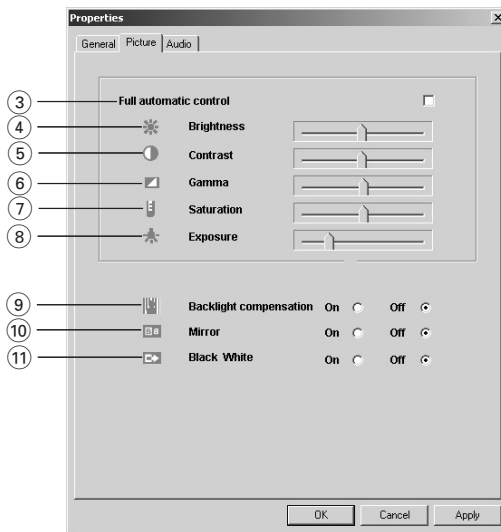 Properties
General Picture Audio
3 Full automatic control
4 Brightness
5 Contrast
6 Gamma
7 Saturation
8 Exposure
9 Backlight compensation On Off
10 Mirror On Off
11 Black White On Off
OK Cancel Apply